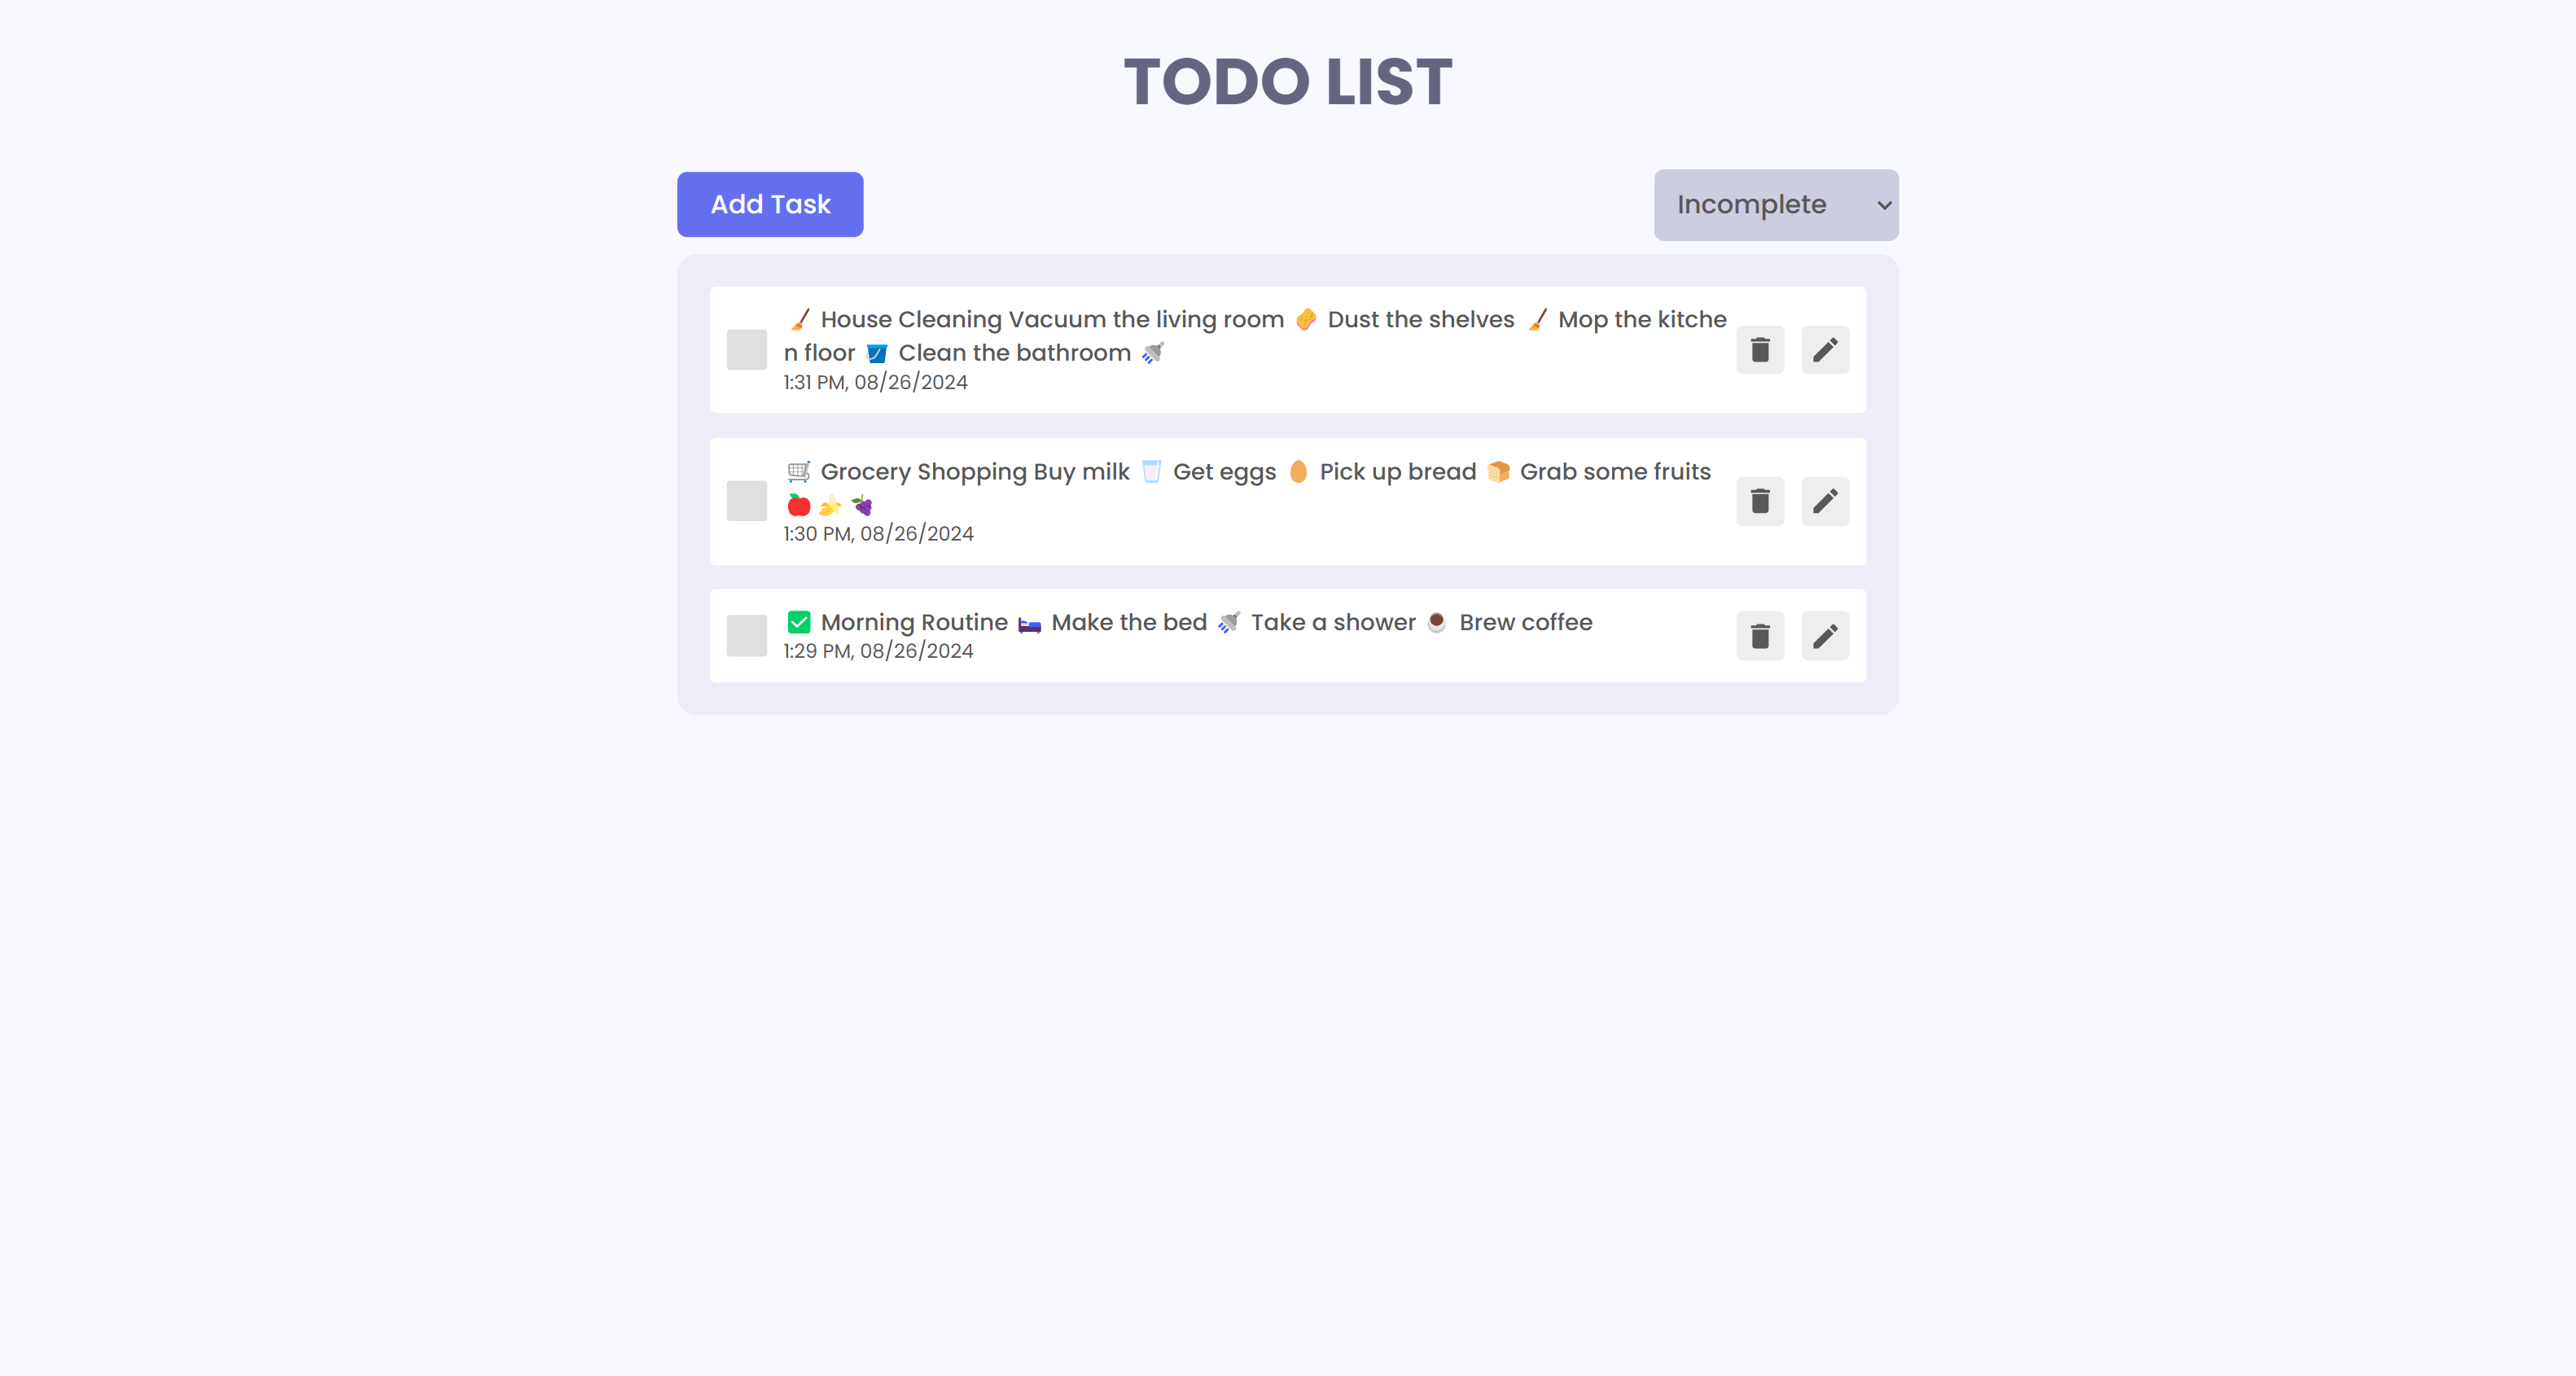 TODO LIST
Add Task
Incomplete
🖌️ House Cleaning Vacuum the living room 🧽 Dust the shelves 🖌️ Mop the kitche
n floor 🪣 Clean the bathroom 🚿
1:31 PM, 08/26/2024
🛒 Grocery Shopping Buy milk 🥛 Get eggs 🥚 Pick up bread 🍞 Grab some fruits
🍎 🍌 🍇
1:30 PM, 08/26/2024
✅ Morning Routine 🛏️ Make the bed 🚿 Take a shower ☕ Brew coffee
1:29 PM, 08/26/2024